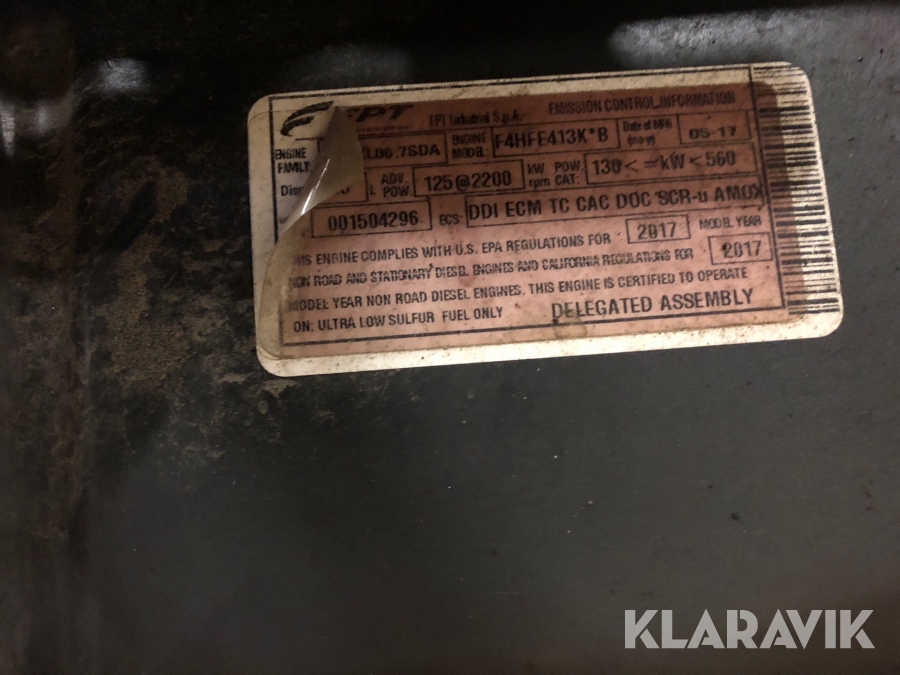 FPT
FPT Industrial S.p.A. EMISSION CONTROL INFORMATION
ENGINE FAMILY: L06.7SDA ENGINE MODEL: F4HFE413K*B Date of MFG (mo-y) 05-17
L ADV. POW 125@2200 kW rpm POW. CAT: 130< =kW< 560
001504296 ECS: DDI ECM TC CAC DOC SCR-u AMOX
THIS ENGINE COMPLIES WITH U.S. EPA REGULATIONS FOR 2017 MODEL YEAR
NON ROAD AND STATIONARY DIESEL ENGINES AND CALIFORNIA REGULATIONS FOR 2017
MODEL YEAR NON ROAD DIESEL ENGINES. THIS ENGINE IS CERTIFIED TO OPERATE
ON: ULTRA LOW SULFUR FUEL ONLY DELEGATED ASSEMBLY
KLARAVIK